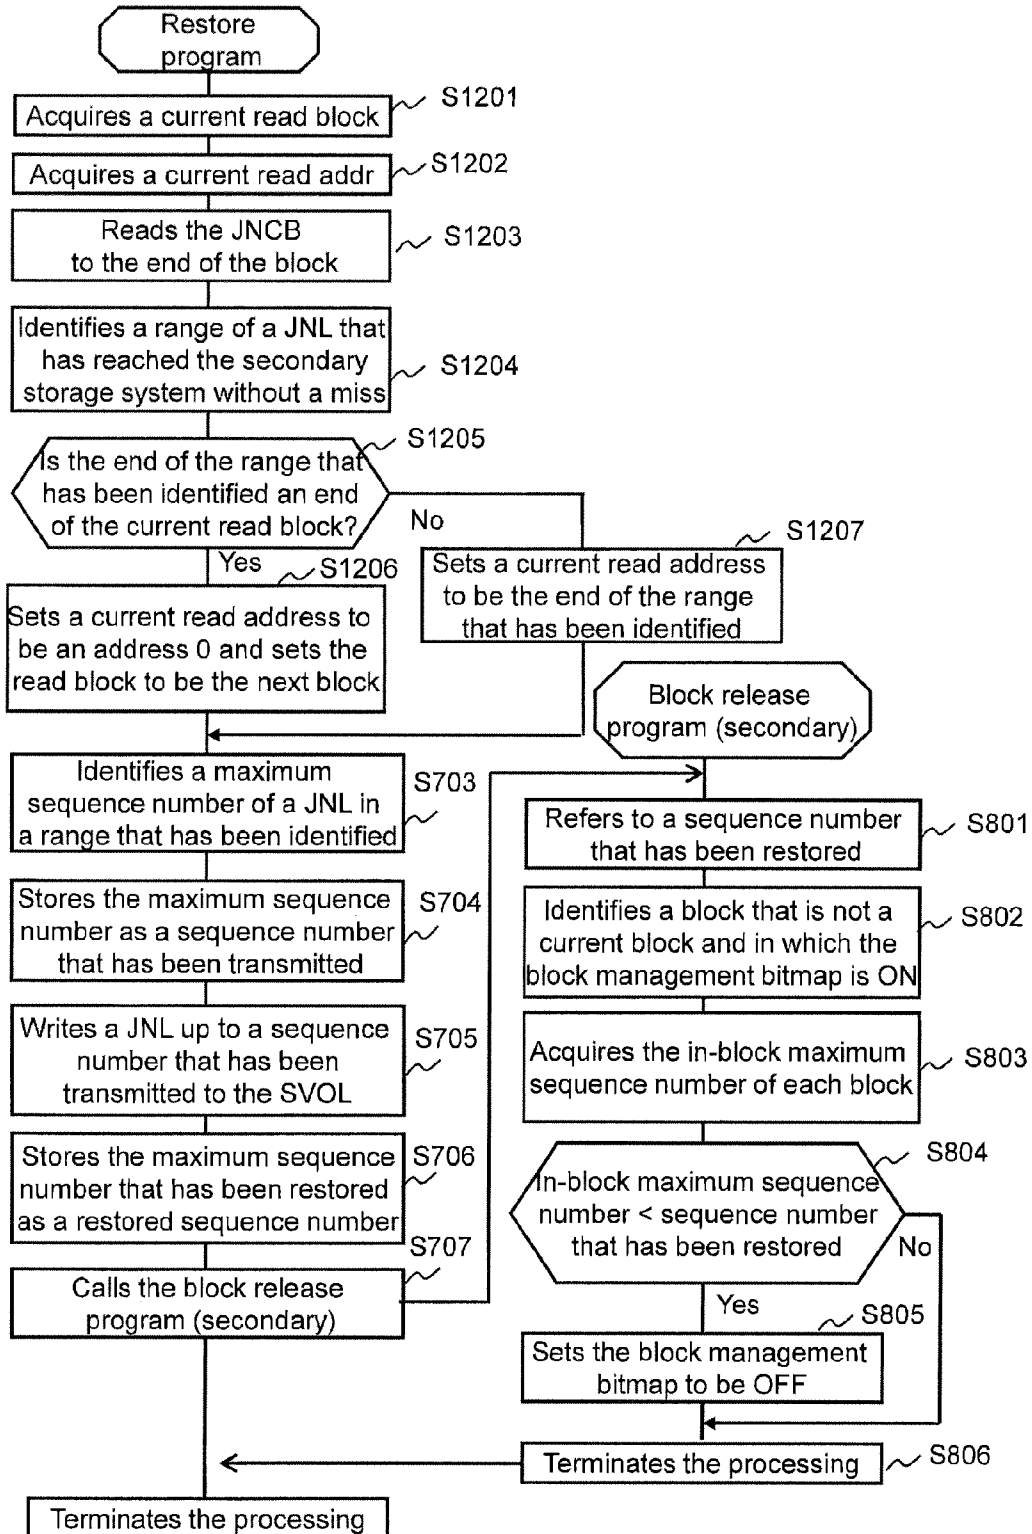 Restore
program
Acquires a current read block
S1201
Acquires a current read addr
S1202
Reads the JNCB
to the end of the block
S1203
Identifies a range of a JNL that
has reached the secondary
storage system without a miss
S1204
S1205
Is the end of the range that
has been identified an end
of the current read block?
No
Yes
S1206
S1207
Sets a current read address
to be the end of the range
that has been identified
Sets a current read address to
be an address 0 and sets the
read block to be the next block
Identifies a maximum
sequence number of a JNL in
a range that has been identified
S703
Stores the maximum sequence
number as a sequence number
that has been transmitted
S704
Writes a JNL up to a sequence
number that has been
transmitted to the SVOL
S705
Stores the maximum sequence
number that has been restored
as a restored sequence number
S706
S707
Calls the block release
program (secondary)
Terminates the processing
Block release
program (secondary)
Refers to a sequence number
that has been restored
S801
Identifies a block that is not a
current block and in which the
block management bitmap is ON
S802
Acquires the in-block maximum
sequence number of each block
S803
S804
In-block maximum sequence
number < sequence number
that has been restored
No
Yes
S805
Sets the block management
bitmap to be OFF
Terminates the processing
S806